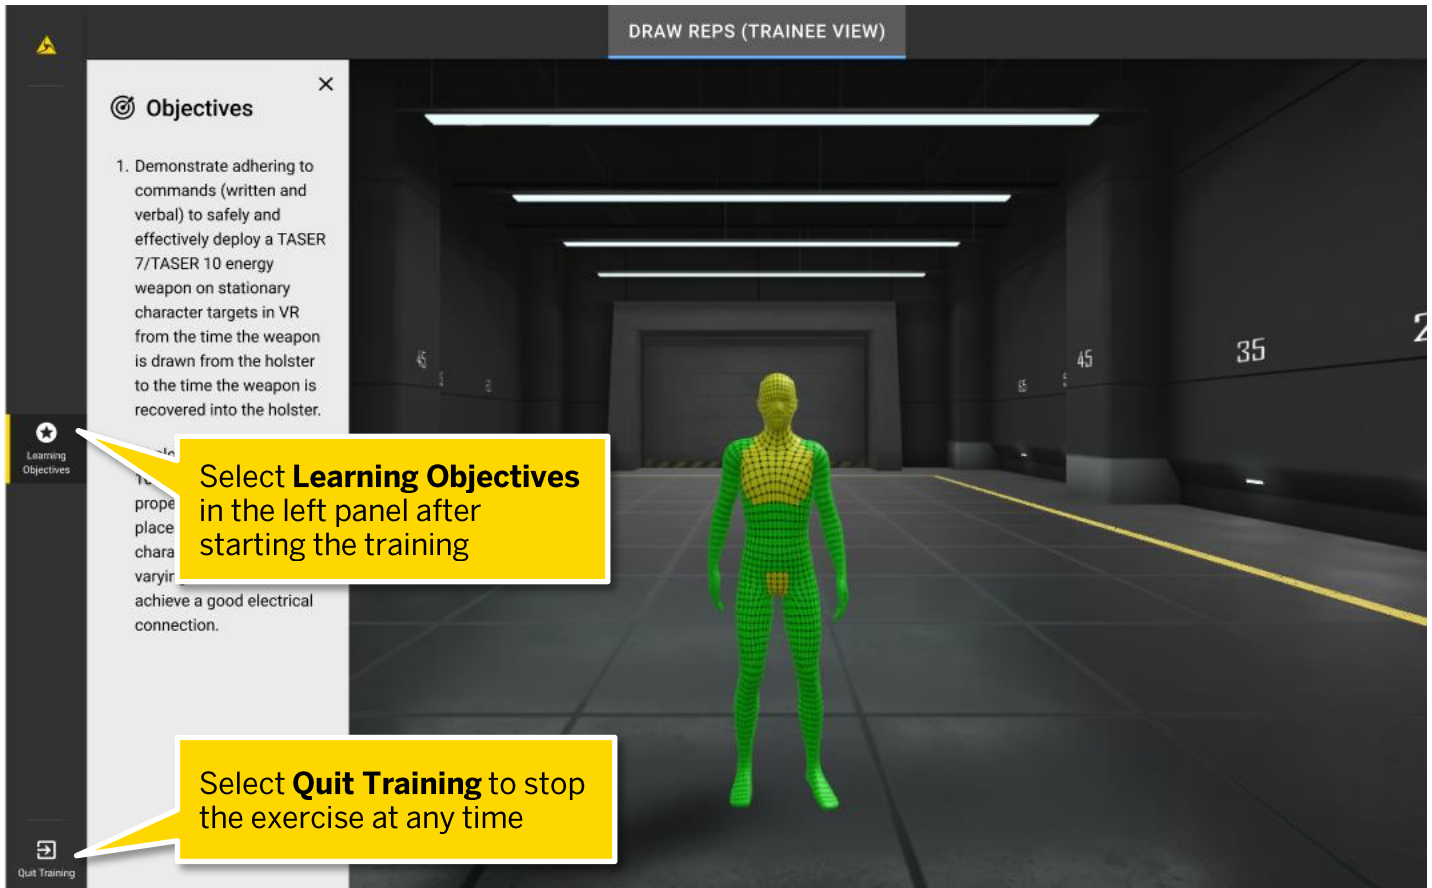 DRAW REPS (TRAINEE VIEW)
Objectives
1. Demonstrate adhering to
commands (written and
verbal) to safely and
effectively deploy a TASER
7/TASER 10 energy
weapon on stationary
character targets in VR
from the time the weapon
is drawn from the holster
to the time the weapon is
recovered into the holster.
achieve a good electrical
connection.
Learning
Objectives
Select Learning Objectives
in the left panel after
starting the training
Select Quit Training to stop
the exercise at any time
Quit Training
45
45
35